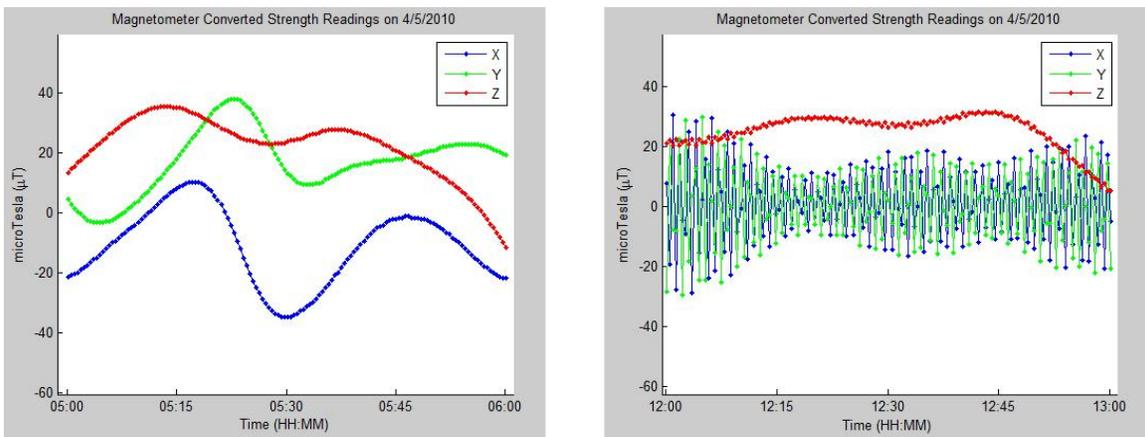 Magnetometer Converted Strength Readings on 4/5/2010
X
Y
Z
40
20
0
-20
-40
-60
microTesla (μT)
05:00 05:15 05:30 05:45 06:00
Time (HH:MM)
Magnetometer Converted Strength Readings on 4/5/2010
X
Y
Z
40
20
0
-20
-40
-60
microTesla (μT)
12:00 12:15 12:30 12:45 13:00
Time (HH:MM)